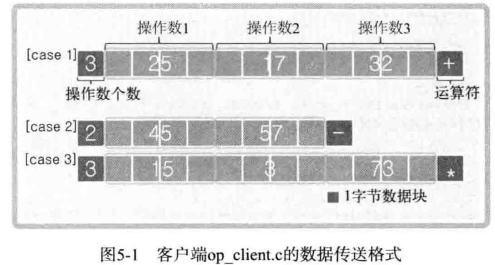 操作数1 操作数2 操作数3
[case 1] 3 25 17 32 +
操作数个数 运算符
[case 2] 2 45 57 −
[case 3] 3 15 3 73 *
1字节数据块
图5-1 客户端op_client.c的数据传送格式